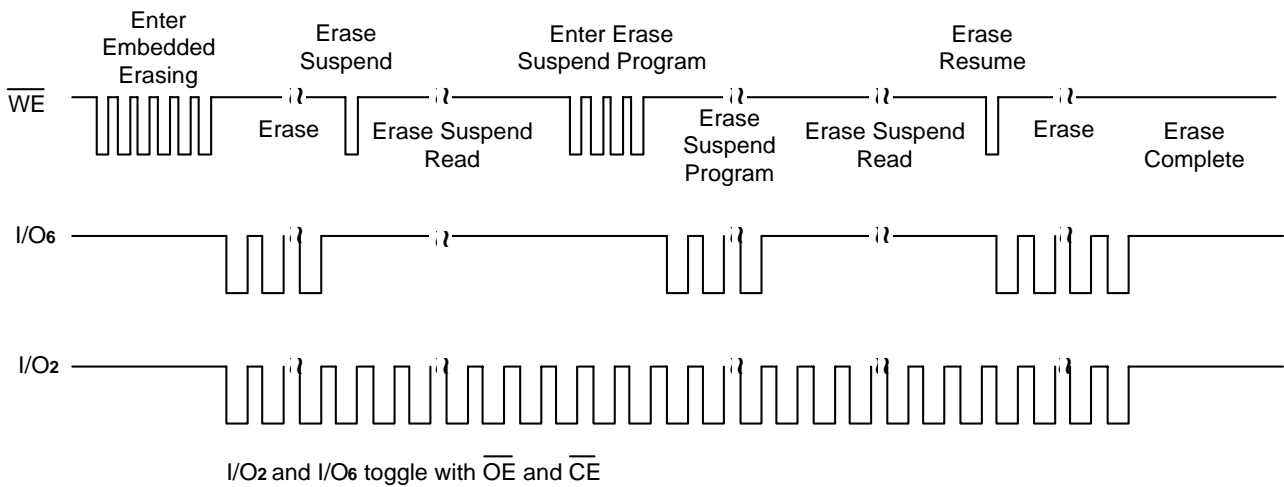 Enter
Embedded
Erasing
Erase
Suspend
Enter Erase
Suspend Program
Erase
Resume
WE
Erase
Erase Suspend
Read
Erase
Suspend
Program
Erase Suspend
Read
Erase
Erase
Complete
I/O6
I/O2
I/O2 and I/O6 toggle with OE and CE